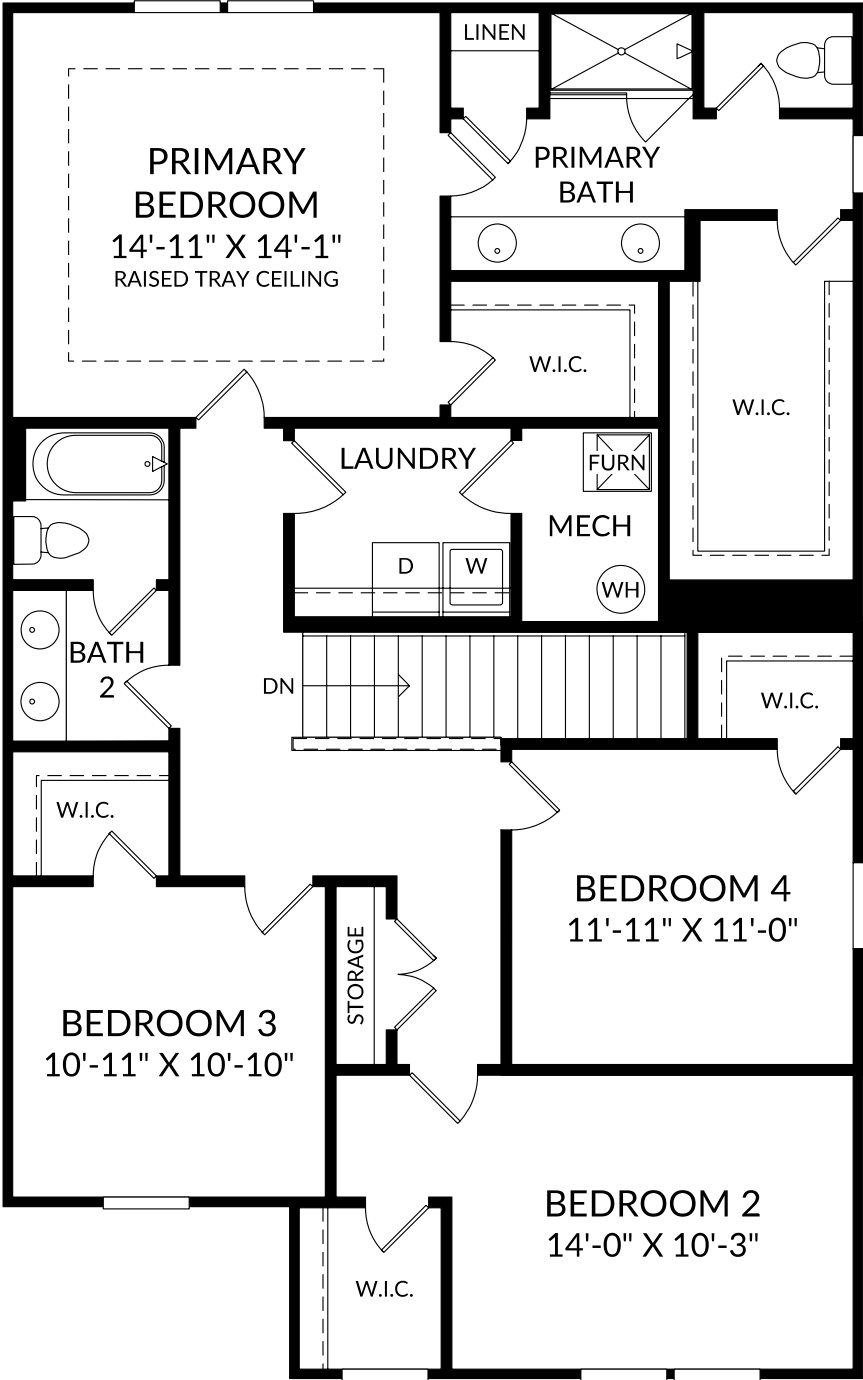 LINEN
PRIMARY
BEDROOM
14'-11" X 14'-1"
RAISED TRAY CEILING
PRIMARY
BATH
W.I.C.
W.I.C.
LAUNDRY
FURN
MECH
D
W
WH
BATH
2
DN
W.I.C.
W.I.C.
BEDROOM 4
11'-11" X 11'-0"
STORAGE
BEDROOM 3
10'-11" X 10'-10"
BEDROOM 2
14'-0" X 10'-3"
W.I.C.